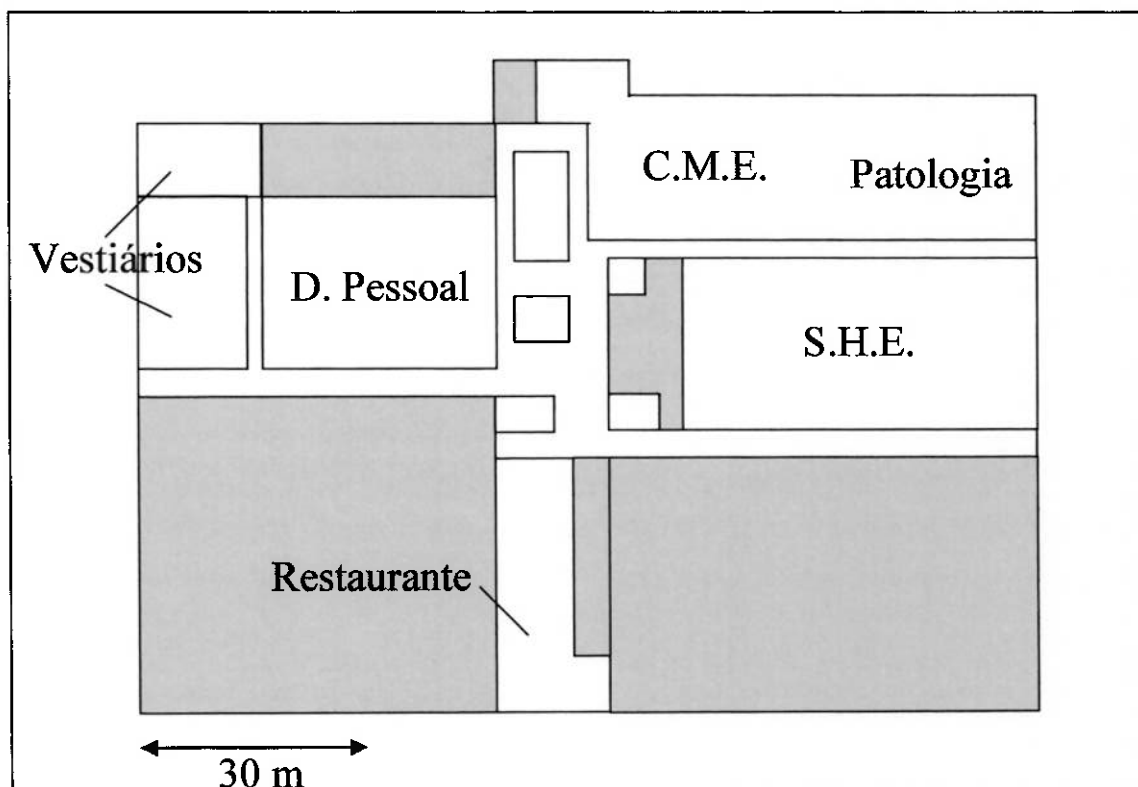 C.M.E.
Patologia
Vestiários
D. Pessoal
S.H.E.
Restaurante
30 m